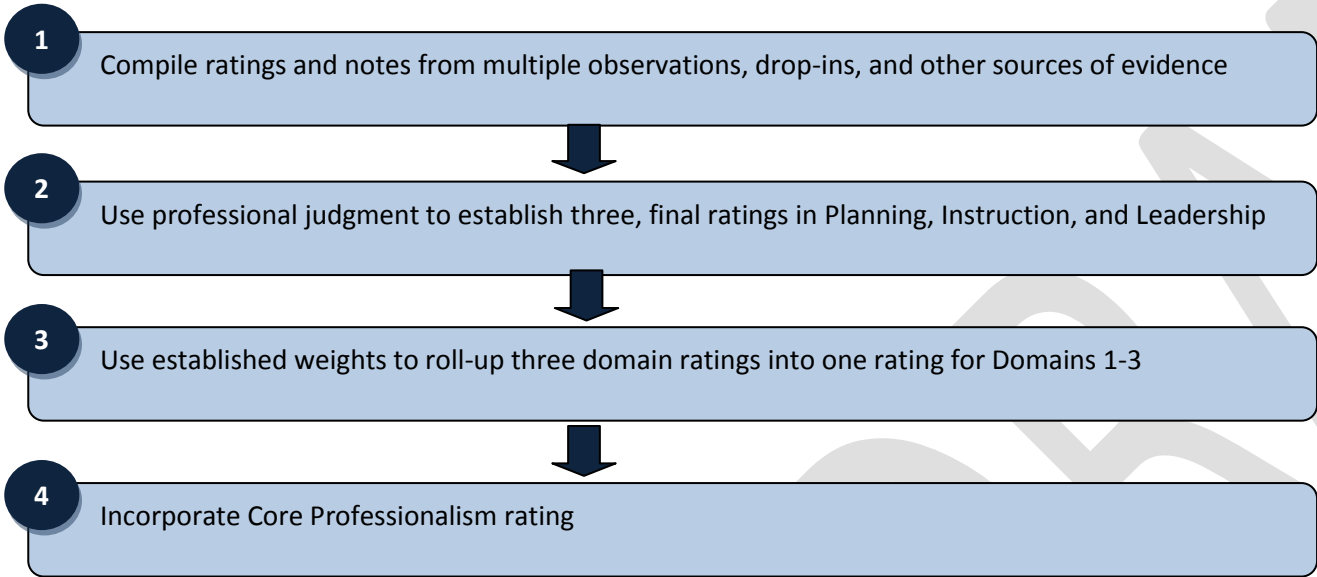 1
Compile ratings and notes from multiple observations, drop-ins, and other sources of evidence
2
Use professional judgment to establish three, final ratings in Planning, Instruction, and Leadership
3
Use established weights to roll-up three domain ratings into one rating for Domains 1-3
4
Incorporate Core Professionalism rating